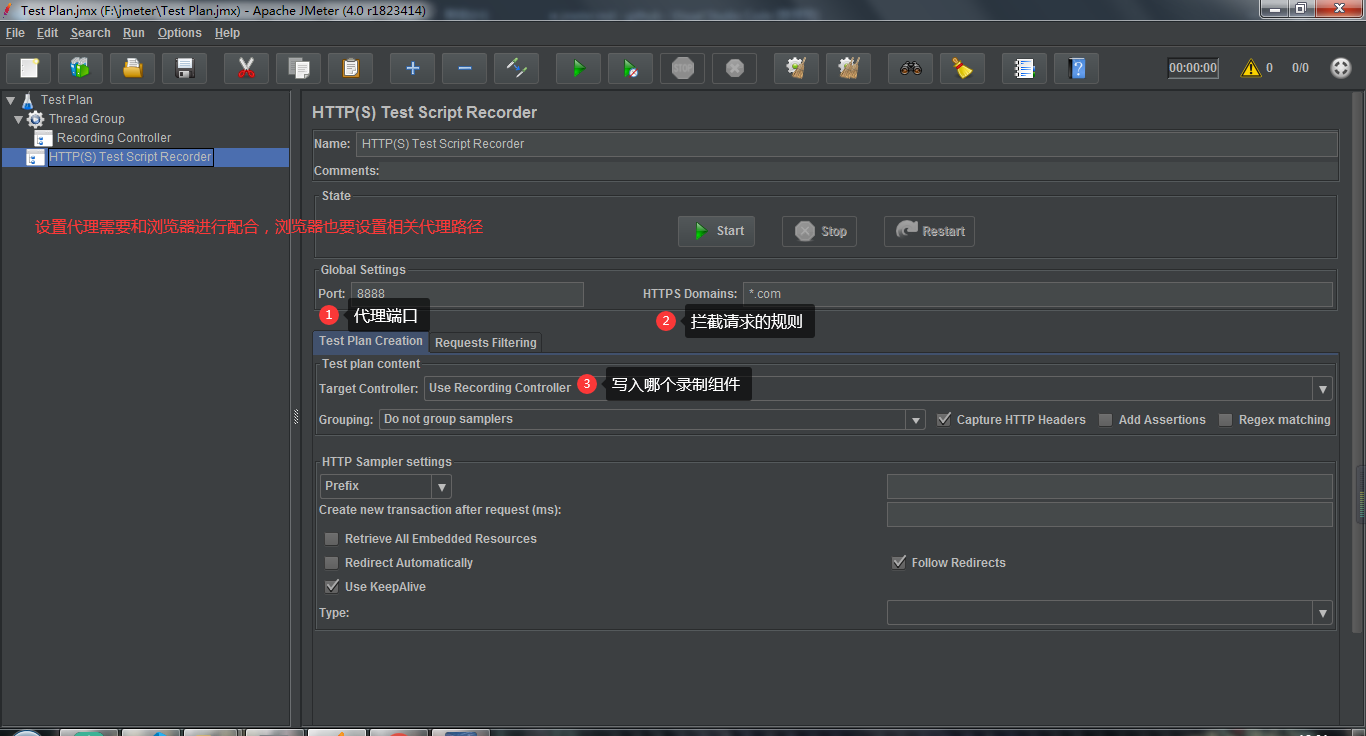 Test Plan.jmx (F:\jmeter\Test Plan.jmx) - Apache JMeter (4.0 r1823414)
File Edit Search Run Options Help
STOP
00:00:00 0 0/0
Test Plan
Thread Group
Recording Controller
HTTP(S) Test Script Recorder
设置代理需要和浏览器进行配合，浏览器也要设置相关代理路径
HTTP(S) Test Script Recorder
Name: HTTP(S) Test Script Recorder
Comments:
State
Start Stop Restart
Global Settings
Port: 8888 HTTPS Domains: *.com
1 代理端口
2 拦截请求的规则
Test Plan Creation Requests Filtering
Test plan content
Target Controller: Use Recording Controller
3 写入哪个录制组件
Grouping: Do not group samplers Capture HTTP Headers Add Assertions Regex matching
HTTP Sampler settings
Prefix
Create new transaction after request (ms):
Retrieve All Embedded Resources
Redirect Automatically Follow Redirects
Use KeepAlive
Type: